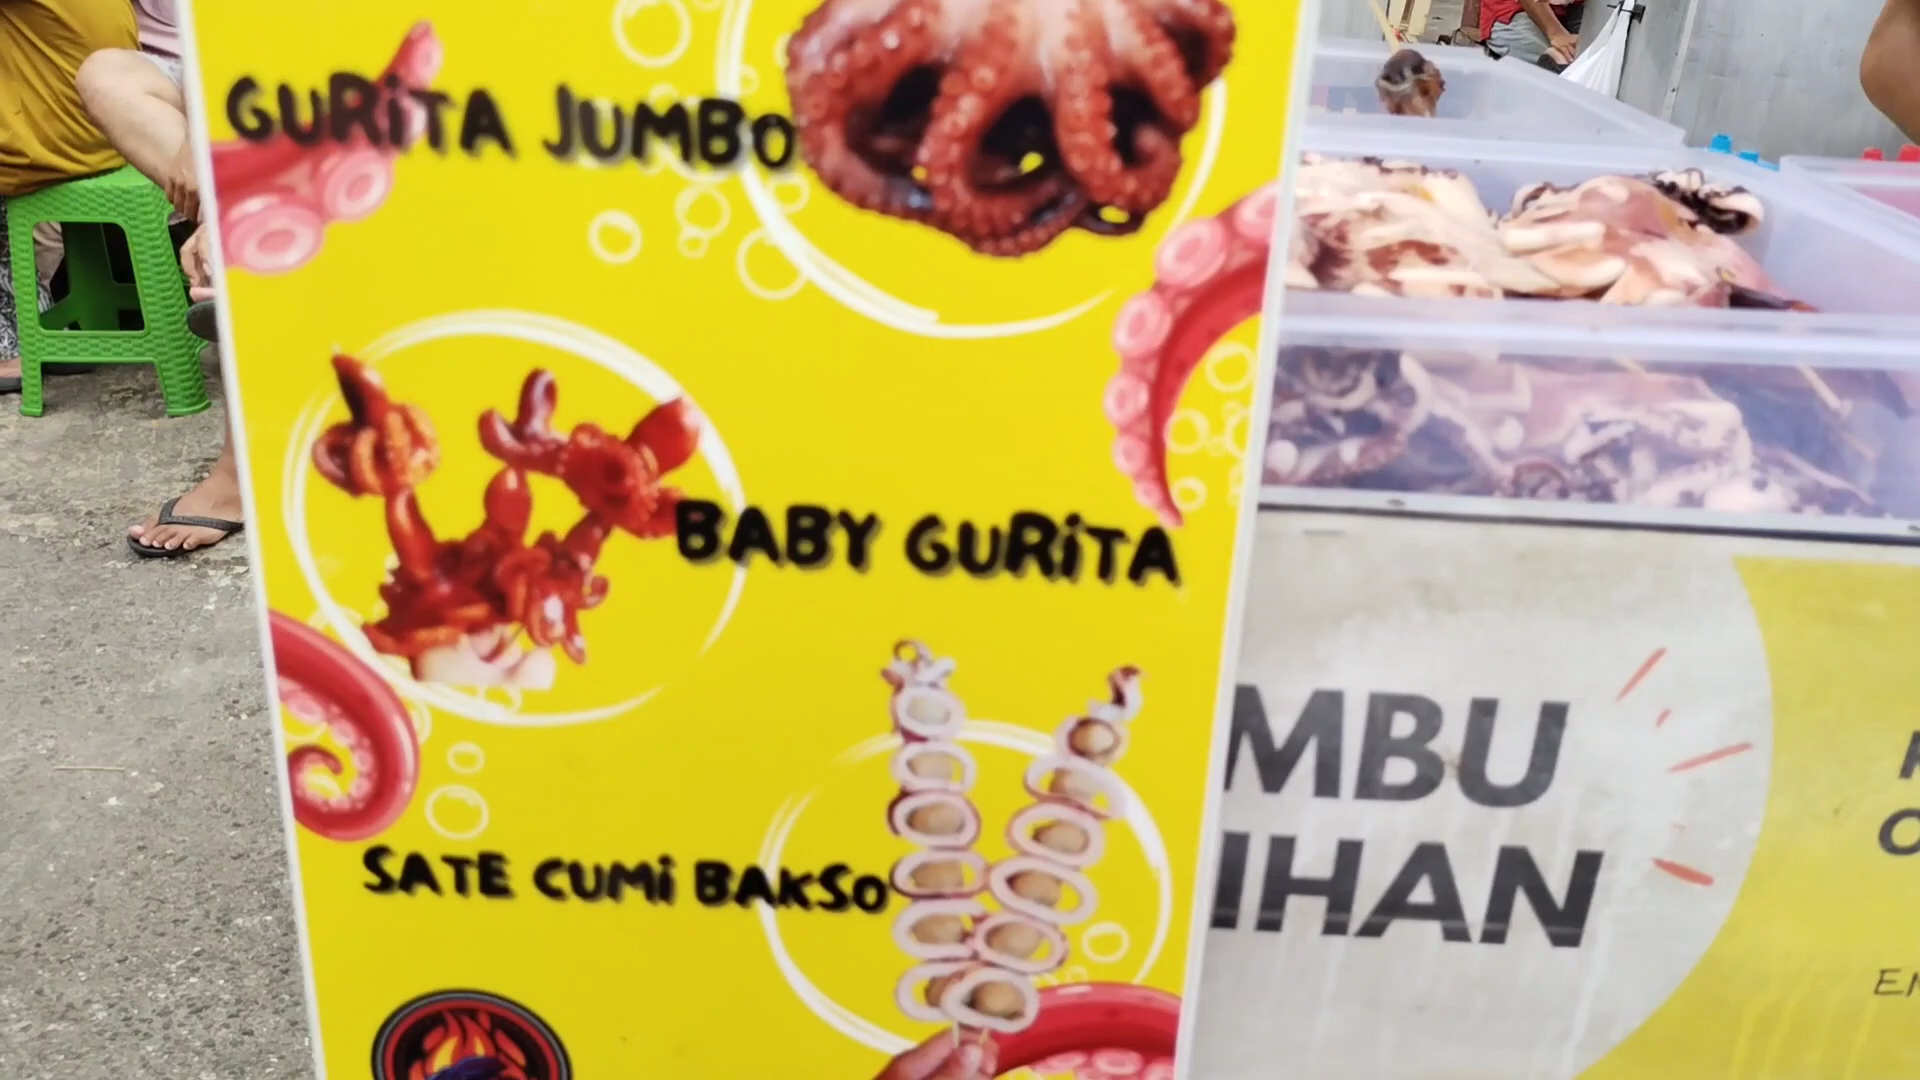 GURiTA JUMBO
BABY GURiTA
SATE CUMi BAKSO
MBU
IHAN